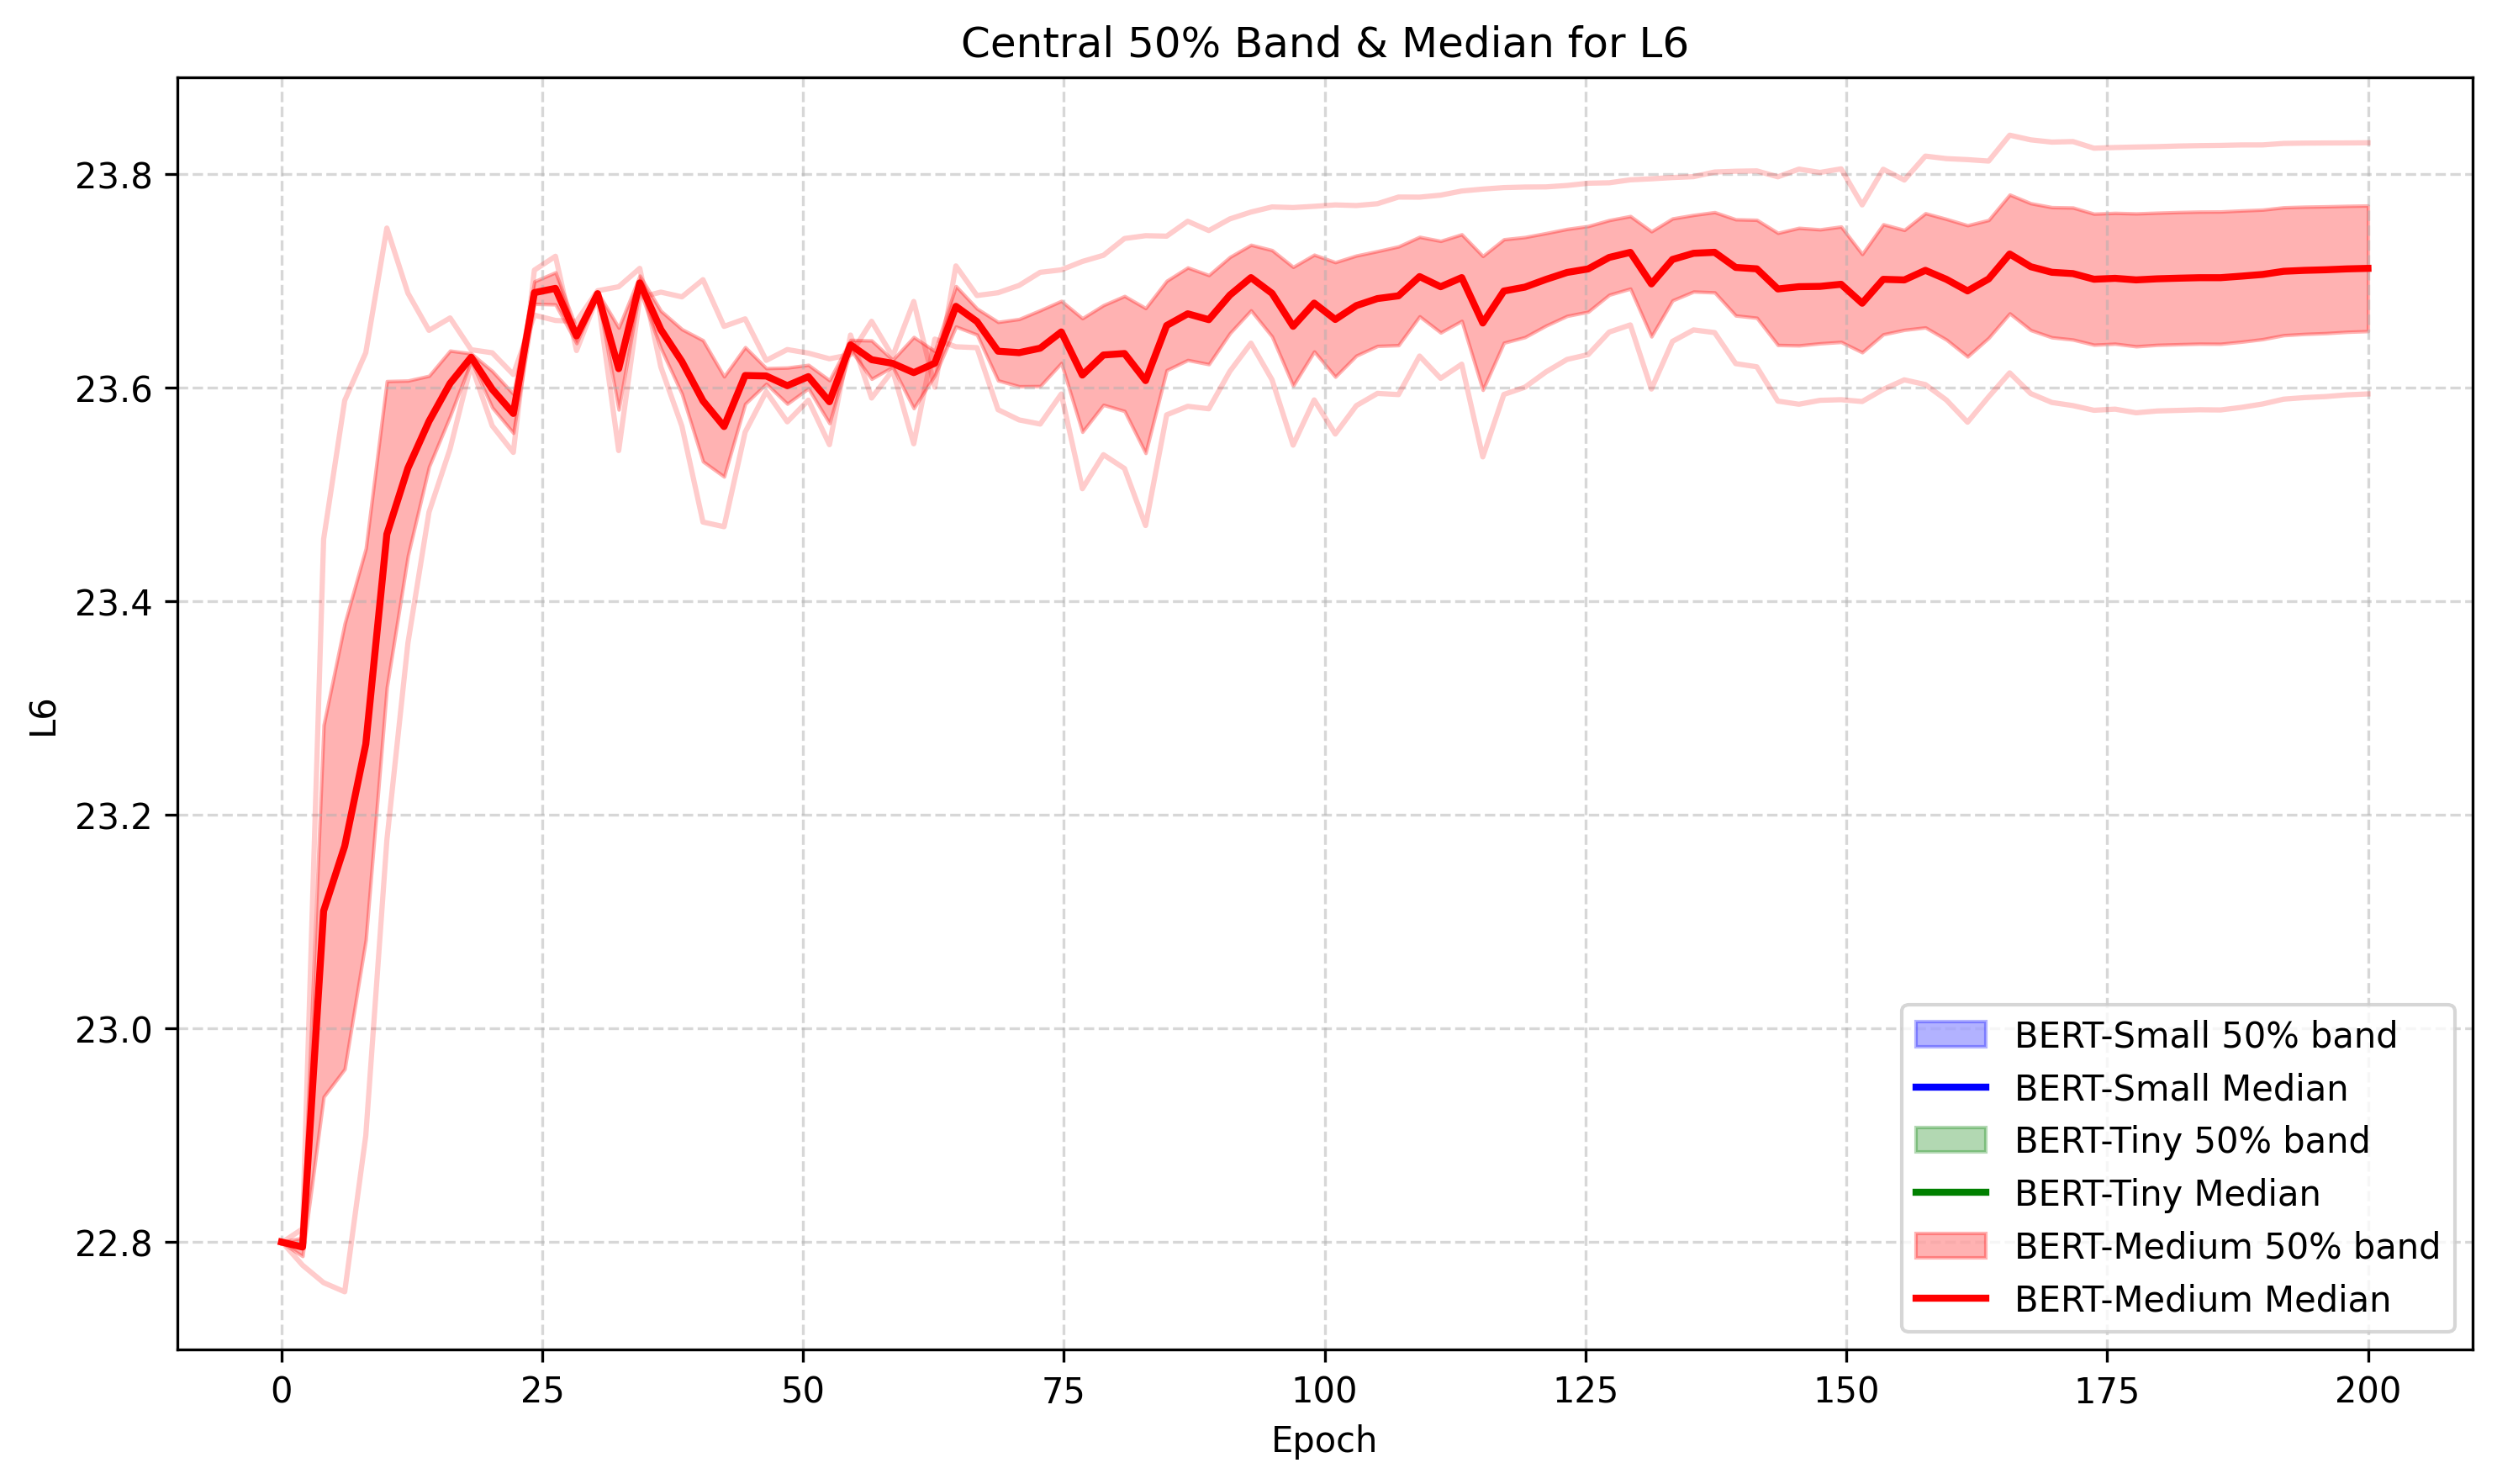 Central 50% Band & Median for L6
L6
23.8
23.6
23.4
23.2
23.0
22.8
0 25 50 75 100 125 150 175 200
Epoch
BERT-Small 50% band
BERT-Small Median
BERT-Tiny 50% band
BERT-Tiny Median
BERT-Medium 50% band
BERT-Medium Median